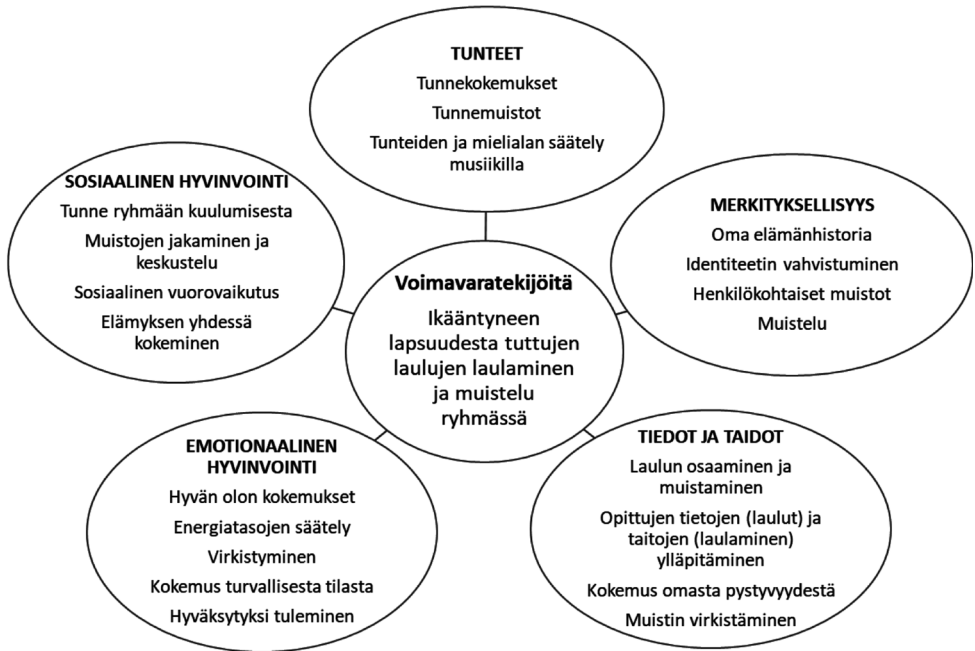 TUNTEET
Tunnekokemukset
Tunnemuistot
Tunteiden ja mielialan säätely
musiikilla
SOSIAALINEN HYVINVOINTI
Tunne ryhmään kuulumisesta
Muistojen jakaminen ja
keskustelu
Sosiaalinen vuorovaikutus
Elämyksen yhdessä
kokeminen
MERKITYKSELLISYYS
Oma elämänhistoria
Identiteetin vahvistuminen
Henkilökohtaiset muistot
Muistelu
Voimavaratekijöitä
Ikääntyneen
lapsuudesta tuttujen
laulujen laulaminen
ja muistelu
ryhmässä
EMOTIONAALINEN
HYVINVOINTI
Hyvän olon kokemukset
Energiatasojen säätely
Virkistyminen
Kokemus turvallisesta tilasta
Hyväksytyksi tuleminen
TIEDOT JA TAIDOT
Laulun osaaminen ja
muistaminen
Opittujen tietojen (laulut) ja
taitojen (laulaminen)
ylläpitäminen
Kokemus omasta pystyvyydestä
Muistin virkistäminen